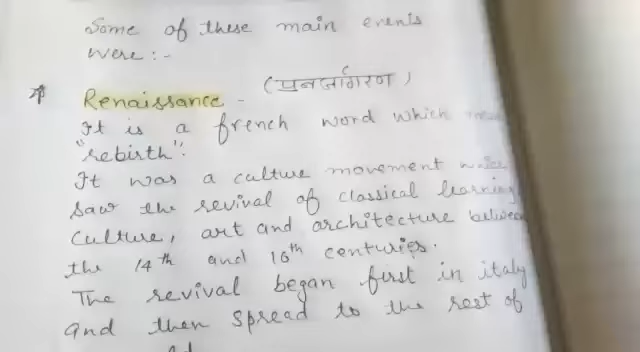 Some of these main events
were :-
* Renaissance - (पुनर्जागरण)
It is a french word which
"rebirth".
It was a culture movement
saw the revival of classical learning
culture, art and architecture between
the 14th and 16th centuries.
The revival began first in italy
and then spread to the rest of